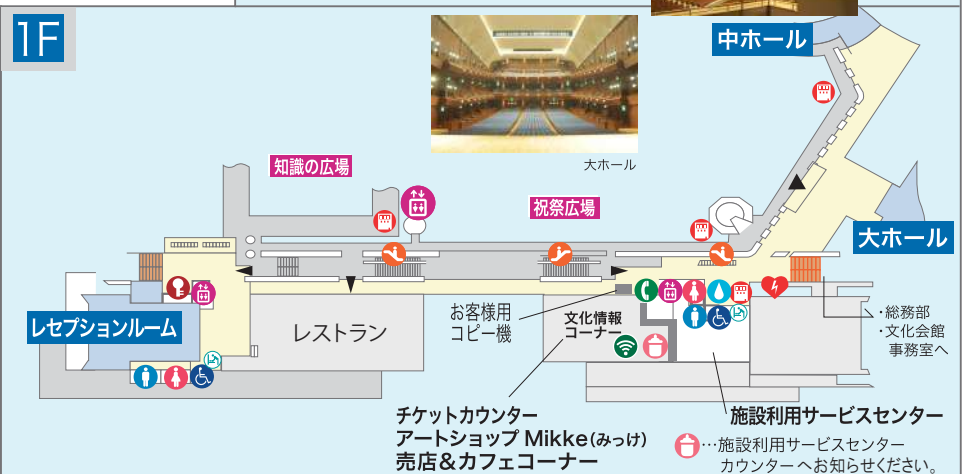 1F
中ホール
大ホール
知識の広場
祝祭広場
大ホール
レセプションルーム
レストラン
お客様用
コピー機
文化情報
コーナー
・総務部
・文化会館
事務室へ
チケットカウンター
アートショップ Mikke(みっけ)
売店&カフェコーナー
施設利用サービスセンター
…施設利用サービスセンター
カウンターへお知らせください。